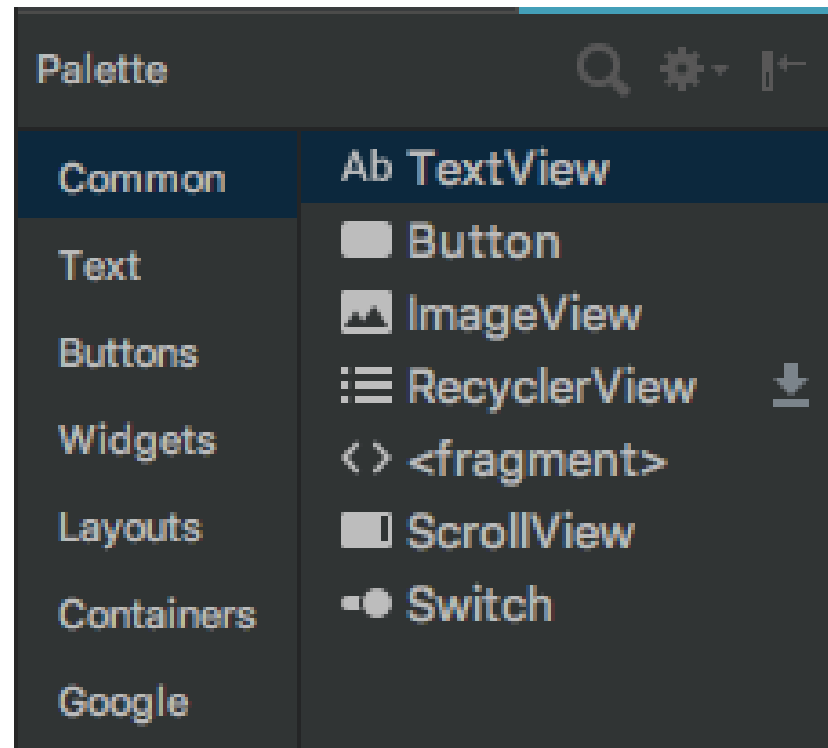 Palette
Common
Text
Buttons
Widgets
Layouts
Containers
Google
Ab TextView
Button
ImageView
RecyclerView
<fragment>
ScrollView
Switch